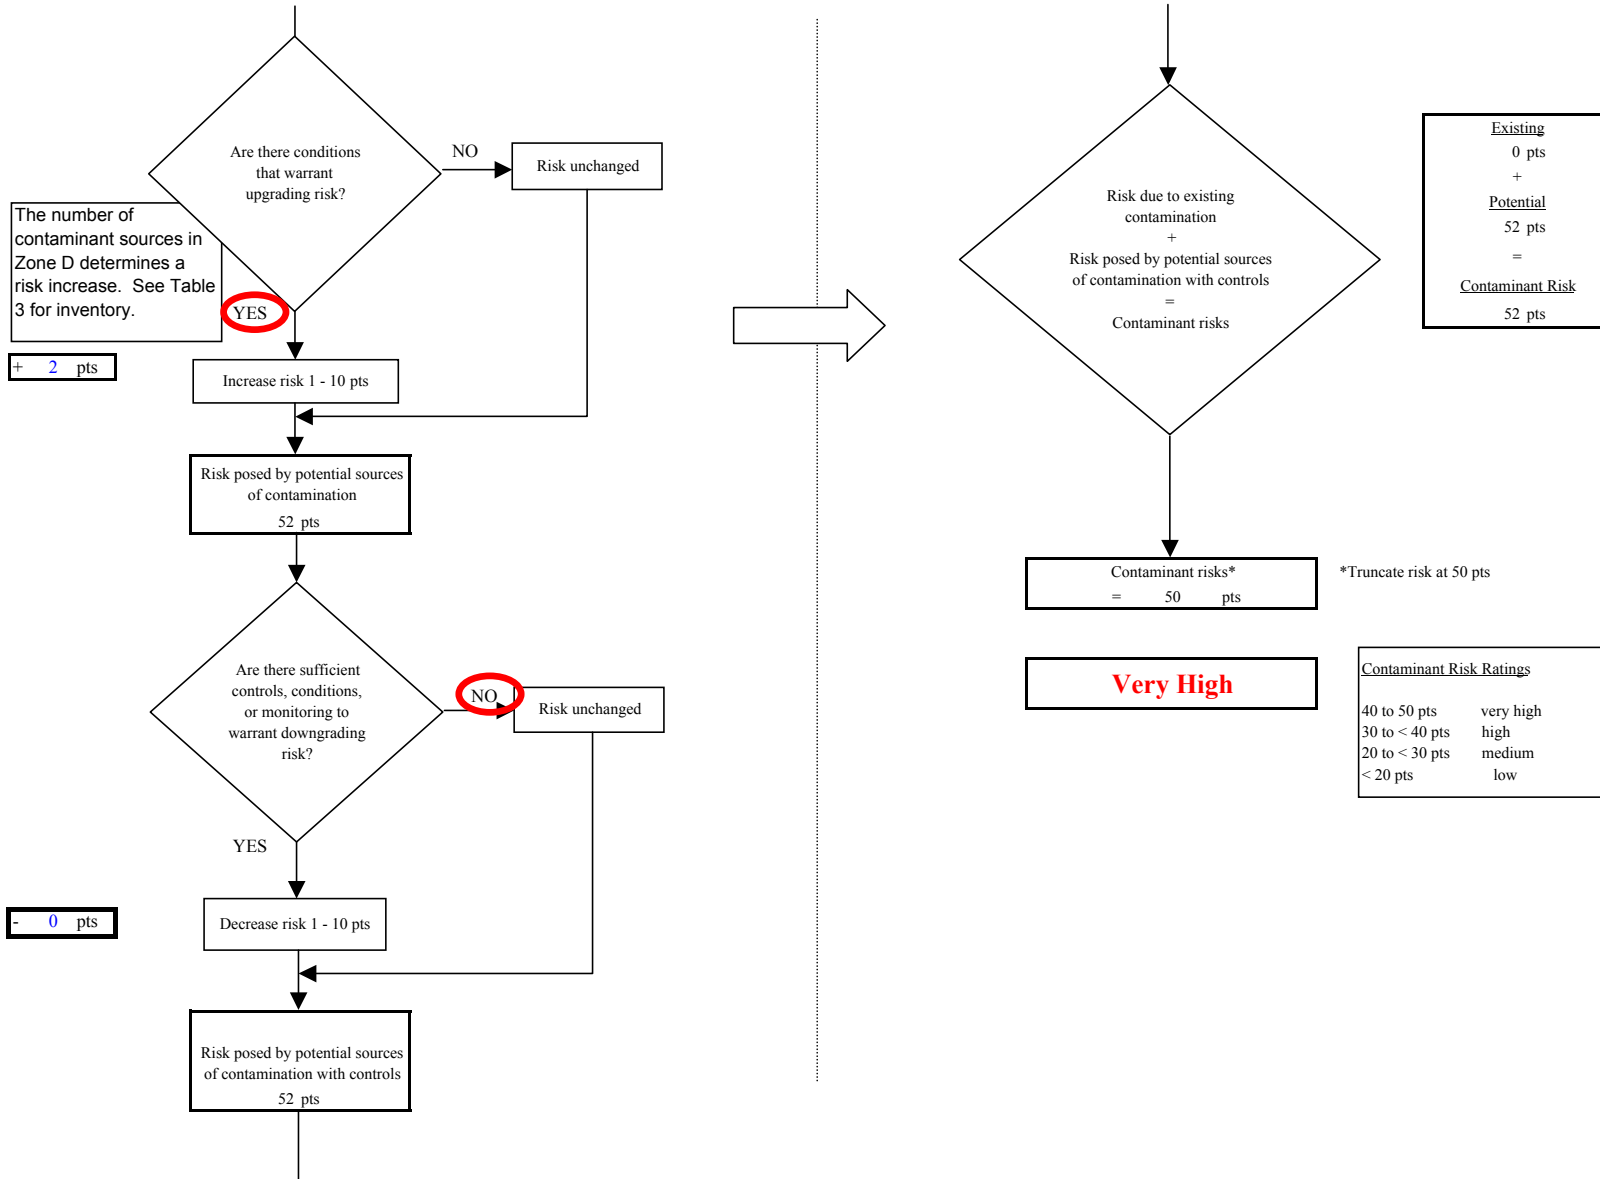 Are there conditions
that warrant
upgrading risk?
NO
Risk unchanged
The number of
contaminant sources in
Zone D determines a
risk increase.  See Table
3 for inventory.
YES
+ 2 pts
Increase risk 1 - 10 pts
Risk posed by potential sources
of contamination
52 pts
Are there sufficient
controls, conditions,
or monitoring to
warrant downgrading
risk?
NO
Risk unchanged
YES
- 0 pts
Decrease risk 1 - 10 pts
Risk posed by potential sources
of contamination with controls
52 pts
Risk due to existing
contamination
+
Risk posed by potential sources
of contamination with controls
=
Contaminant risks
Existing
0 pts
+
Potential
52 pts
=
Contaminant Risk
52 pts
Contaminant risks*
= 50 pts
*Truncate risk at 50 pts
Very High
Contaminant Risk Ratings
40 to 50 pts very high
30 to < 40 pts high
20 to < 30 pts medium
< 20 pts low